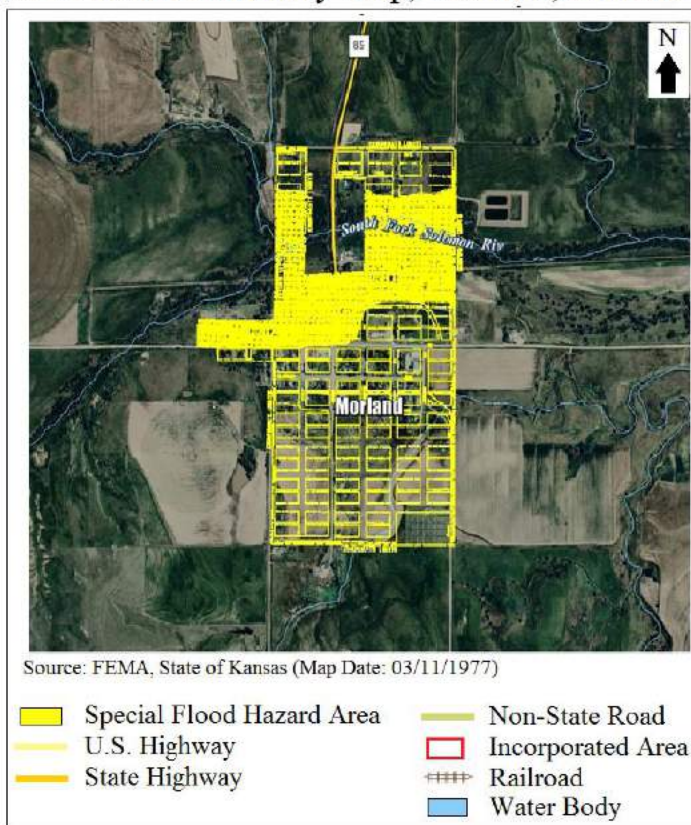 85
N
South Fork Solomon Riv
Morland
Source: FEMA, State of Kansas (Map Date: 03/11/1977)
Special Flood Hazard Area
U.S. Highway
State Highway
Non-State Road
Incorporated Area
Railroad
Water Body